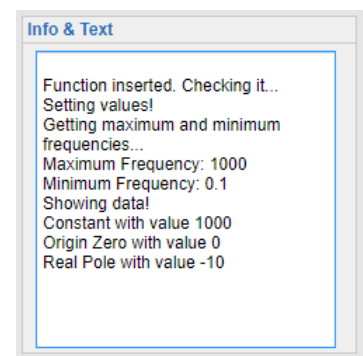 Info & Text
Function inserted. Checking it...
Setting values!
Getting maximum and minimum
frequencies...
Maximum Frequency: 1000
Minimum Frequency: 0.1
Showing data!
Constant with value 1000
Origin Zero with value 0
Real Pole with value -10